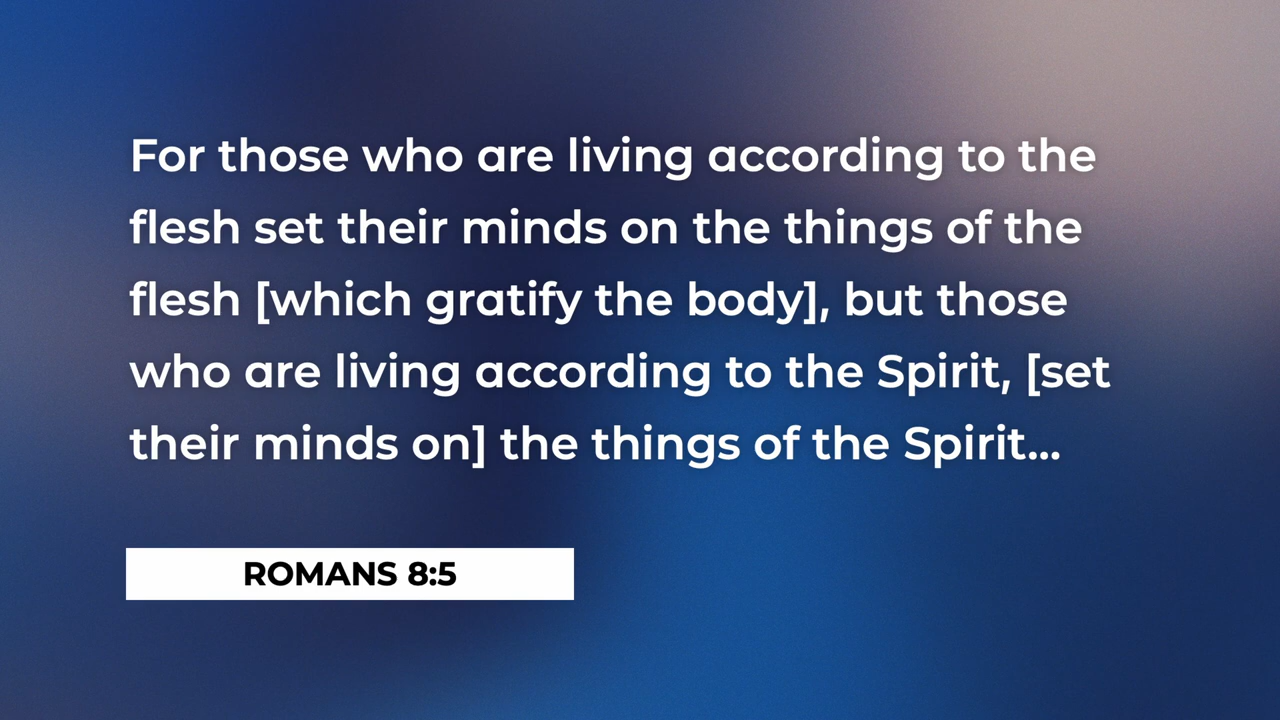 For those who are living according to the
flesh set their minds on the things of the
flesh [which gratify the body], but those
who are living according to the Spirit, [set
their minds on] the things of the Spirit...
ROMANS 8:5